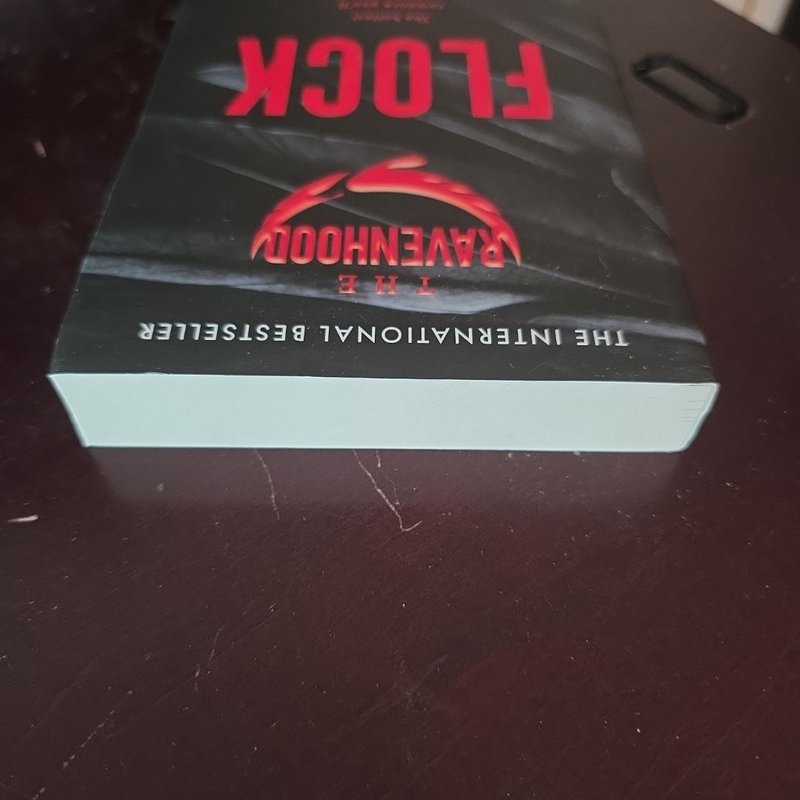 THE INTERNATIONAL BESTSELLER
THE
RAVENHOOD
FLOCK